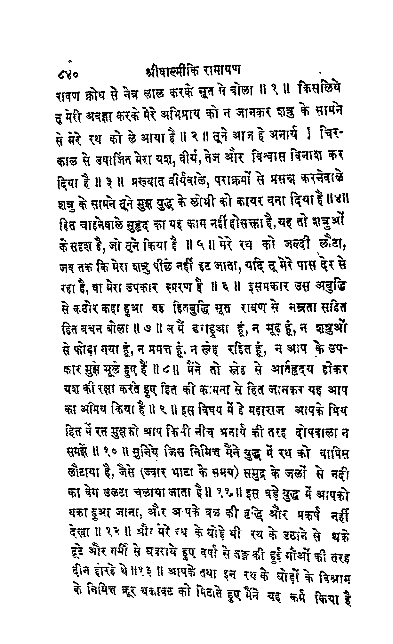 ८४० श्रीवाल्मीकि रामायण
रावण क्रोध से नेत्र लाल करके सूत से बोला ॥ १ ॥ किसलिये
तू मेरी अवज्ञा करके मेरे अभिप्राय को न जानकर शत्रु के सामने
से मेरे रथ को ले आया है ॥ २ ॥ तूने आज हे अनार्य ! चिर-
काल से उपार्जित मेरा यश, वीर्य, तेज और विश्वास विनाश कर
दिया है ॥ ३ ॥ प्रख्यात वीर्यवाले, पराक्रमों से प्रसन्न करनेवाले
शत्रु के सामने तूने मुझ युद्ध के लोभी को कायर बना दिया है ॥४॥
हित चाहनेवाले सुहृद् का यह काम नहीं होसक्ता है, यह तो शत्रुओं
के सदृश है, जो तूने किया है ॥ ५ ॥ मेरे रथ को जल्दी लौटा,
जब तक कि मेरा शत्रु पीछे नहीं हट जाता, यदि तू मेरे पास देर से
रहा है, वा मेरा उपकार स्मरण है ॥ ६ ॥ इसप्रकार उस अबुद्धि
से कठोर कहा हुआ वह हितबुद्धि सूत रावण से नम्रता सहित
हित वचन बोला ॥ ७ ॥ न मैं डराहुआ हूं, न मूढ़ हूं, न शत्रुओं
से फोड़ा गया हूं, न प्रमत्त हूं. न स्नेह रहित हूं, न आप के उप-
कार मुझे भूले हुए हैं ॥ ८ ॥ मैंने तो स्नेह से आर्तहृदय होकर
यश की रक्षा करते हुए हित की कामना से हित जानकर यह आप
का अप्रिय किया है ॥ ९ ॥ इस विषय में हे महाराज आपके प्रिय
हित में रत मुझको आप किसी नीच अनार्य की तरह दोषवाला न
समझें ॥ १० ॥ सुनिये जिस निमित्त मैंने युद्ध में रथ को वापिस
लौटाया है, जैसे (ज्वार भाटा के समय) समुद्र के जलों से नदी
का वेग उलटा चलाया जाता है ॥ ११ ॥ इस बड़े युद्ध में आपको
थका हुआ जाना, और आपके बल की वृद्धि और प्रकर्ष नहीं
देखा ॥ १२ ॥ और मेरे रथ के घोड़े भी रथ के उठाने से थके
टूटे और गर्मी से घबराये हुए वर्षा से की हुई गौओं की तरह
दीन होरहे थे ॥१३ ॥ आपके तथा इन रथ के घोड़ों के विश्राम
के निमित्त क्रूर थकावट को मिटाते हुए मैंने यह कर्म किया है